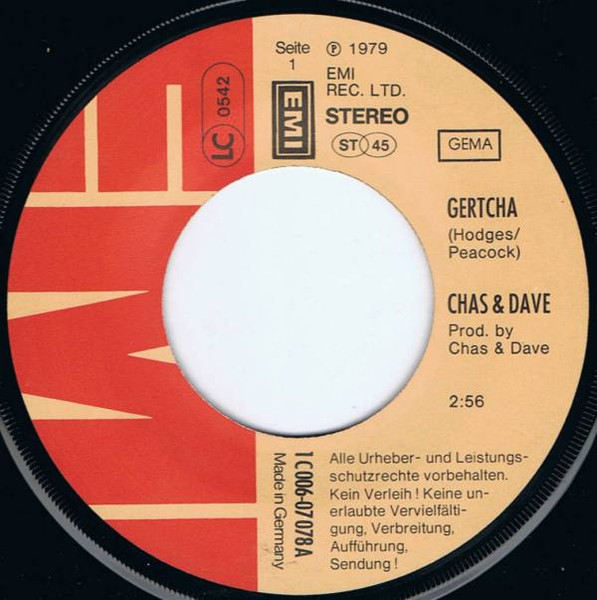 Seite
1
℗ 1979
EMI
REC. LTD.
STEREO
ST 45
LC 0542
EMI
GEMA
GERTCHA
(Hodges/
Peacock)
CHAS & DAVE
Prod. by
Chas & Dave
2:56
1C 006-07 078 A
Made in Germany
Alle Urheber- und Leistungs-
schutzrechte vorbehalten.
Kein Verleih! Keine un-
erlaubte Vervielfälti-
gung, Verbreitung,
Aufführung,
Sendung!
EMI